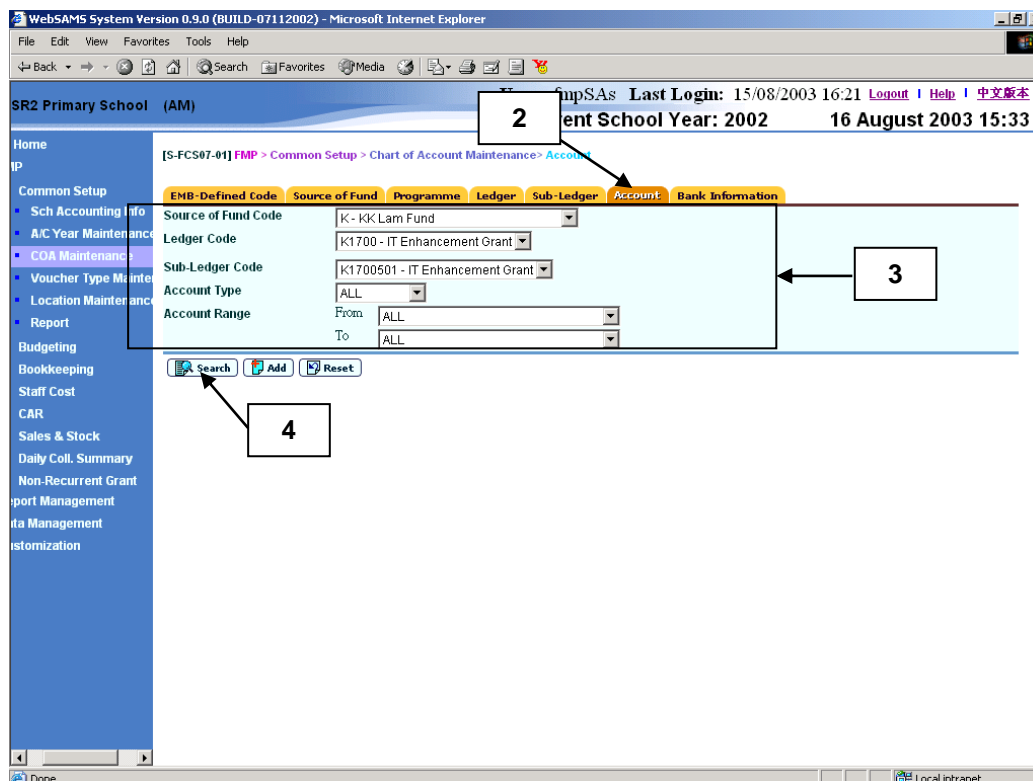 WebSAMS System Version 0.9.0 (BUILD-07112002) - Microsoft Internet Explorer
File Edit View Favorites Tools Help
Back Search Favorites Media
SR2 Primary School (AM)
Last Login: 15/08/2003 16:21 Logout | Help | 中文版本
School Year: 2002 16 August 2003 15:33
2
Home
[S-FCS07-01] FMP > Common Setup > Chart of Account Maintenance> Account
Common Setup
EMB-Defined Code Source of Fund Programme Ledger Sub-Ledger Account Bank Information
Sch Accounting Info
Source of Fund Code K - KK Lam Fund
A/C Year Maintenance
Ledger Code K1700 - IT Enhancement Grant
COA Maintenance
Sub-Ledger Code K1700501 - IT Enhancement Grant
3
Voucher Type Mainte
Account Type ALL
Location Maintenance
Account Range From ALL
Report
To ALL
Budgeting
Bookkeeping
Search Add Reset
Staff Cost
CAR
4
Sales & Stock
Daily Coll. Summary
Non-Recurrent Grant
port Management
ta Management
stomization
Done Local intranet